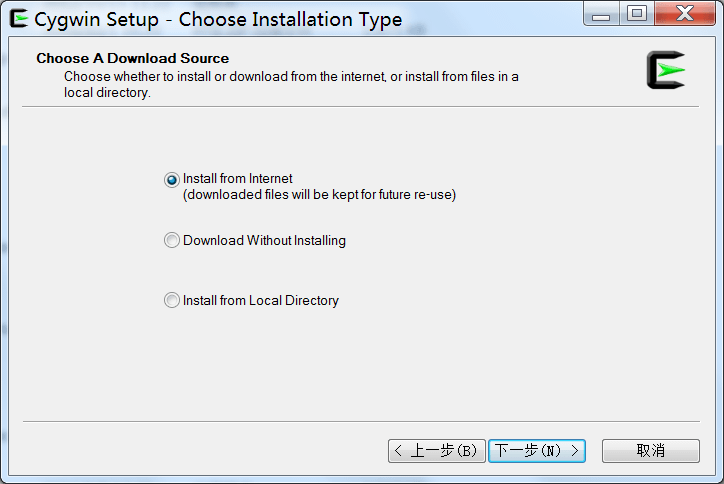 Cygwin Setup - Choose Installation Type
Choose A Download Source
Choose whether to install or download from the internet, or install from files in a
local directory.
Install from Internet
(downloaded files will be kept for future re-use)
Download Without Installing
Install from Local Directory
< 上一步(B)
下一步(N) >
取消